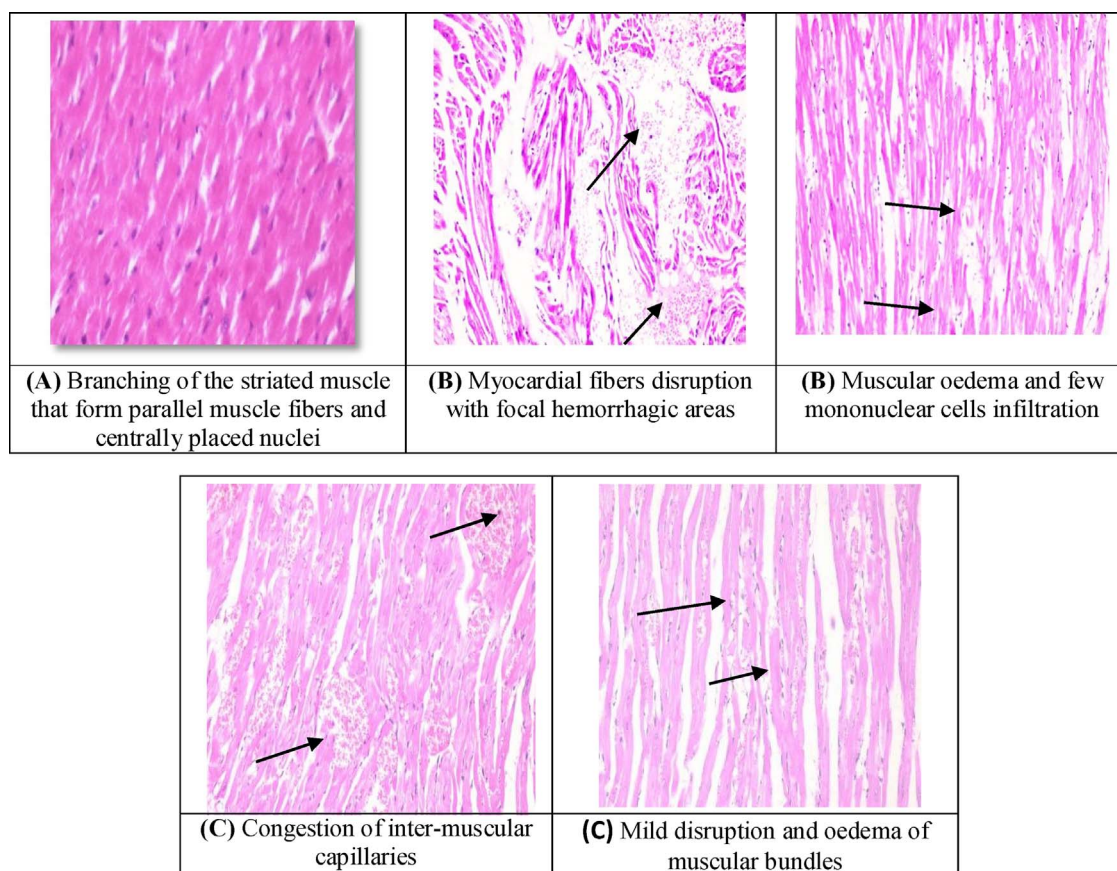 (A) Branching of the striated muscle
that form parallel muscle fibers and
centrally placed nuclei
(B) Myocardial fibers disruption
with focal hemorrhagic areas
(B) Muscular oedema and few
mononuclear cells infiltration
(C) Congestion of inter-muscular
capillaries
(C) Mild disruption and oedema of
muscular bundles